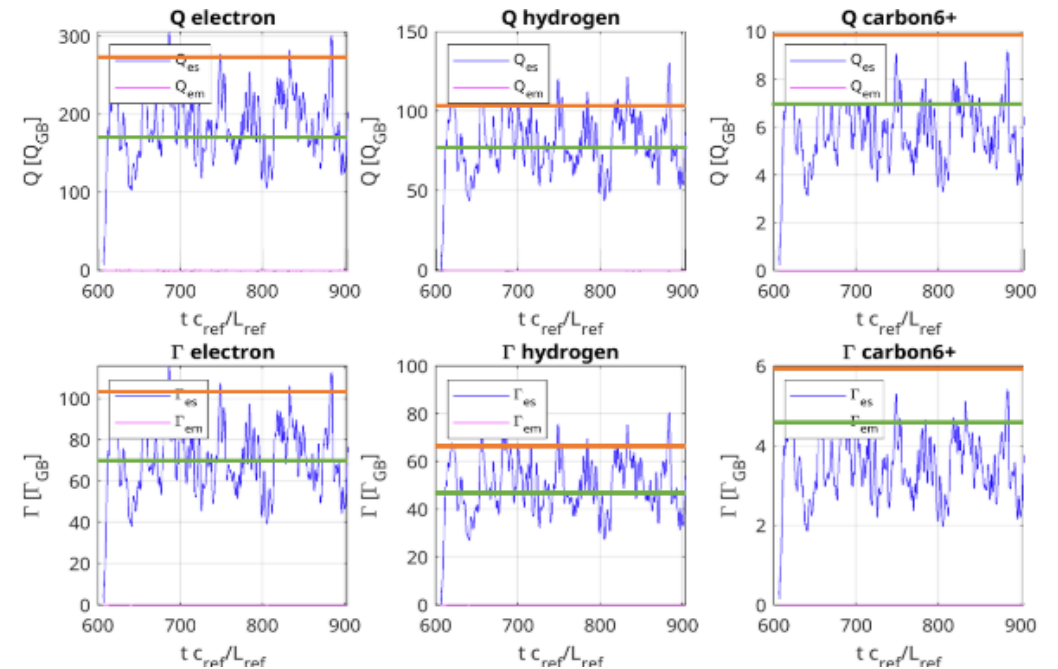 Q electron
Q_es
Q_em
Q [Q_GB]
300
200
100
0
600 700 800 900
t c_ref/L_ref
Q hydrogen
Q_es
Q_em
Q [Q_GB]
150
100
50
0
600 700 800 900
t c_ref/L_ref
Q carbon6+
Q_es
Q_em
Q [Q_GB]
10
8
6
4
2
0
600 700 800 900
t c_ref/L_ref
Γ electron
Γ_es
Γ_em
Γ [Γ_GB]
100
80
60
40
20
0
600 700 800 900
t c_ref/L_ref
Γ hydrogen
Γ_es
Γ_em
Γ [Γ_GB]
100
80
60
40
20
0
600 700 800 900
t c_ref/L_ref
Γ carbon6+
Γ_es
Γ_em
Γ [Γ_GB]
6
4
2
0
600 700 800 900
t c_ref/L_ref